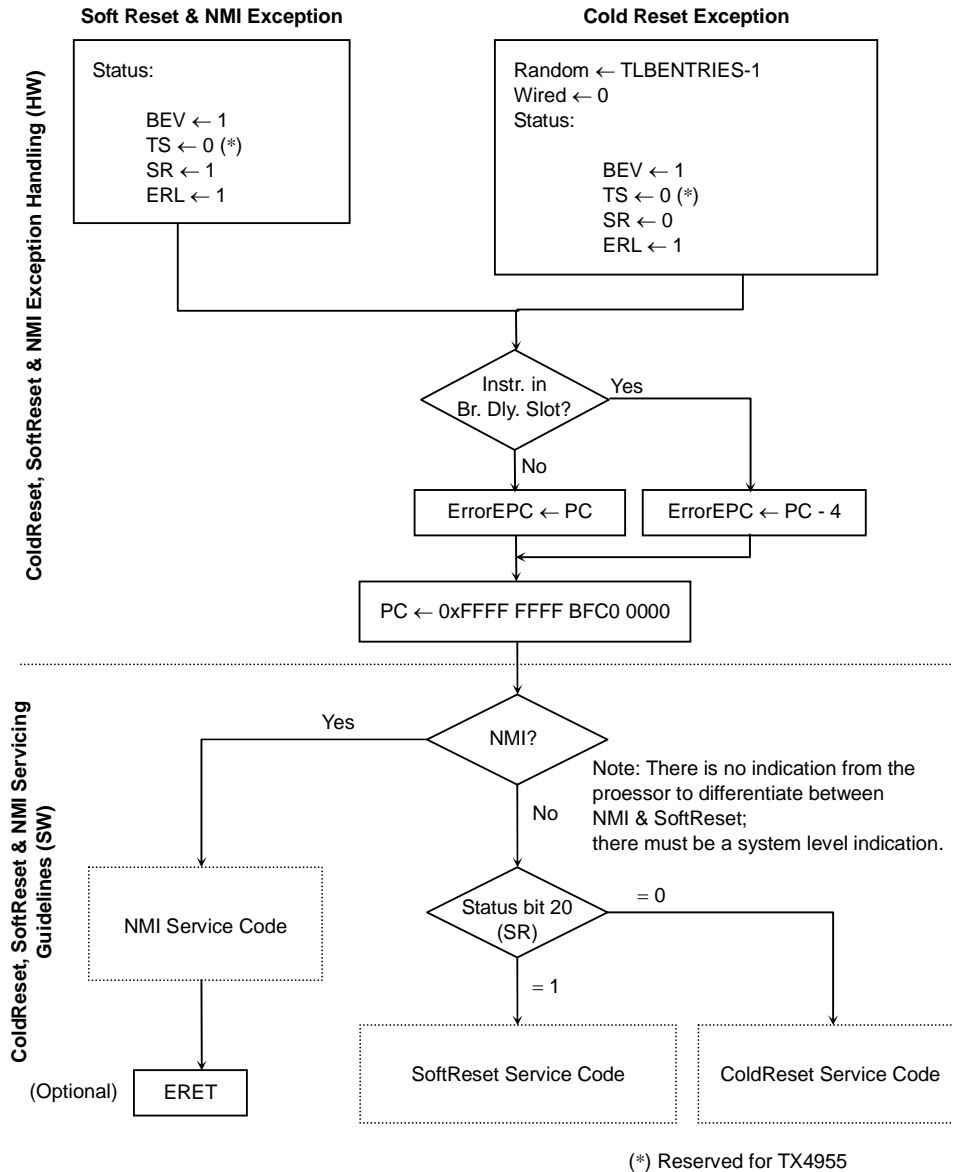 Soft Reset & NMI Exception
Cold Reset Exception
ColdReset, SoftReset & NMI Exception Handling (HW)
Status:
BEV ← 1
TS ← 0 (*)
SR ← 1
ERL ← 1
Random ← TLBENTRIES-1
Wired ← 0
Status:
BEV ← 1
TS ← 0 (*)
SR ← 0
ERL ← 1
Instr. in
Br. Dly. Slot?
Yes
No
ErrorEPC ← PC
ErrorEPC ← PC - 4
PC ← 0xFFFF FFFF BFC0 0000
ColdReset, SoftReset & NMI Servicing
Guidelines (SW)
Yes
NMI?
No
Note: There is no indication from the
proessor to differentiate between
NMI & SoftReset;
there must be a system level indication.
NMI Service Code
Status bit 20
(SR)
= 0
= 1
SoftReset Service Code
ColdReset Service Code
(Optional)
ERET
(*) Reserved for TX4955